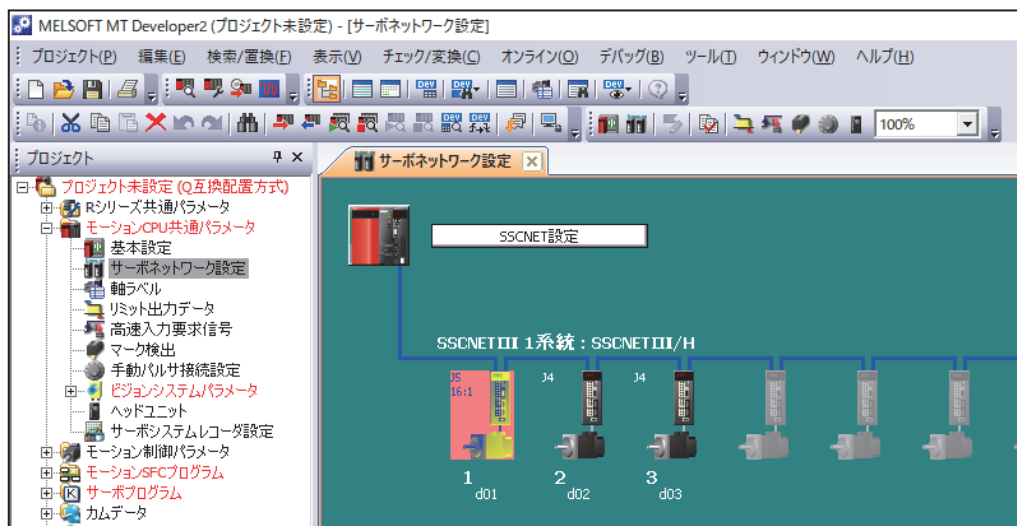 MELSOFT MT Developer2 (プロジェクト未設定) - [サーボネットワーク設定]
プロジェクト(P) 編集(E) 検索/置換(F) 表示(V) チェック/変換(C) オンライン(O) デバッグ(B) ツール(T) ウィンドウ(W) ヘルプ(H)
100%
プロジェクト
サーボネットワーク設定
プロジェクト未設定 (Q互換配置方式)
Rシリーズ共通パラメータ
モーションCPU共通パラメータ
基本設定
サーボネットワーク設定
軸ラベル
リミット出力データ
高速入力要求信号
マーク検出
手動パルサ接続設定
ビジョンシステムパラメータ
ヘッドユニット
サーボシステムレコーダ設定
モーション制御パラメータ
モーションSFCプログラム
サーボプログラム
カムデータ
SSCNET設定
SSCNETIII 1系統 : SSCNETIII/H
J5 J4 J4
16:1
1 2 3
d01 d02 d03